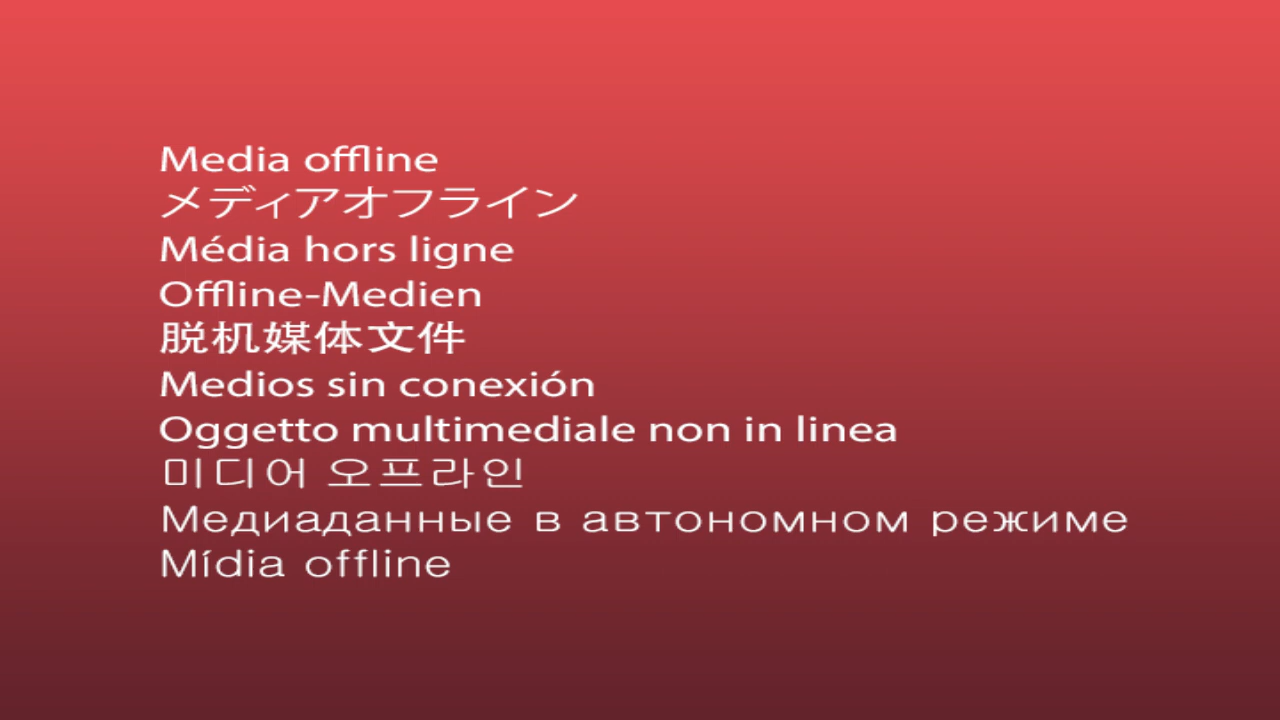 Media offline
メディアオフライン
Média hors ligne
Offline-Medien
脱机媒体文件
Medios sin conexión
Oggetto multimediale non in linea
미디어 오프라인
Медиаданные в автономном режиме
Mídia offline